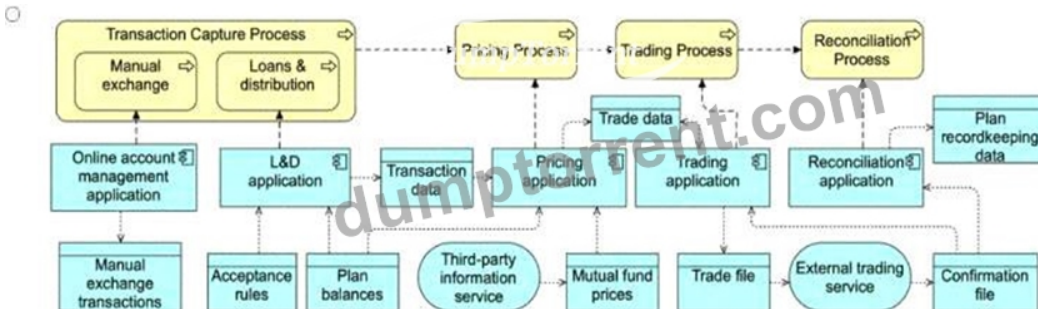 Transaction Capture Process
Manual
exchange
Loans &
distribution
Pricing Process
Trading Process
Reconciliation
Process
Online account
management
application
L&D
application
Transaction
data
Pricing
application
Trade data
Trading
application
Reconciliation
application
Plan
recordkeeping
data
Manual
exchange
transactions
Acceptance
rules
Plan
balances
Third-party
information
service
Mutual fund
prices
Trade file
External trading
service
Confirmation
file
dumptorrent.com